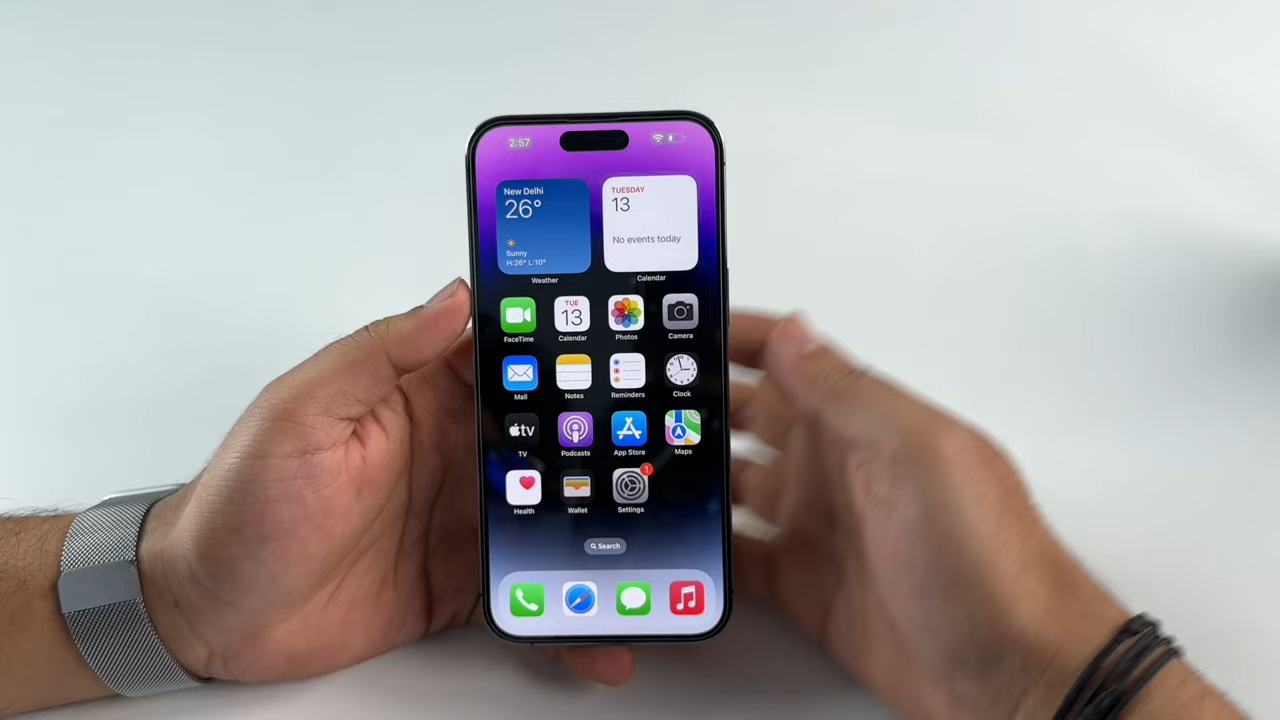 2:57
New Delhi
26°
Sunny
H:26° L:10°
Weather
TUESDAY
13
No events today
Calendar
FaceTime
TUE
13
Calendar
Photos
Camera
Mail
Notes
Reminders
Clock
tv
TV
Podcasts
App Store
Maps
Health
Wallet
1
Settings
Search